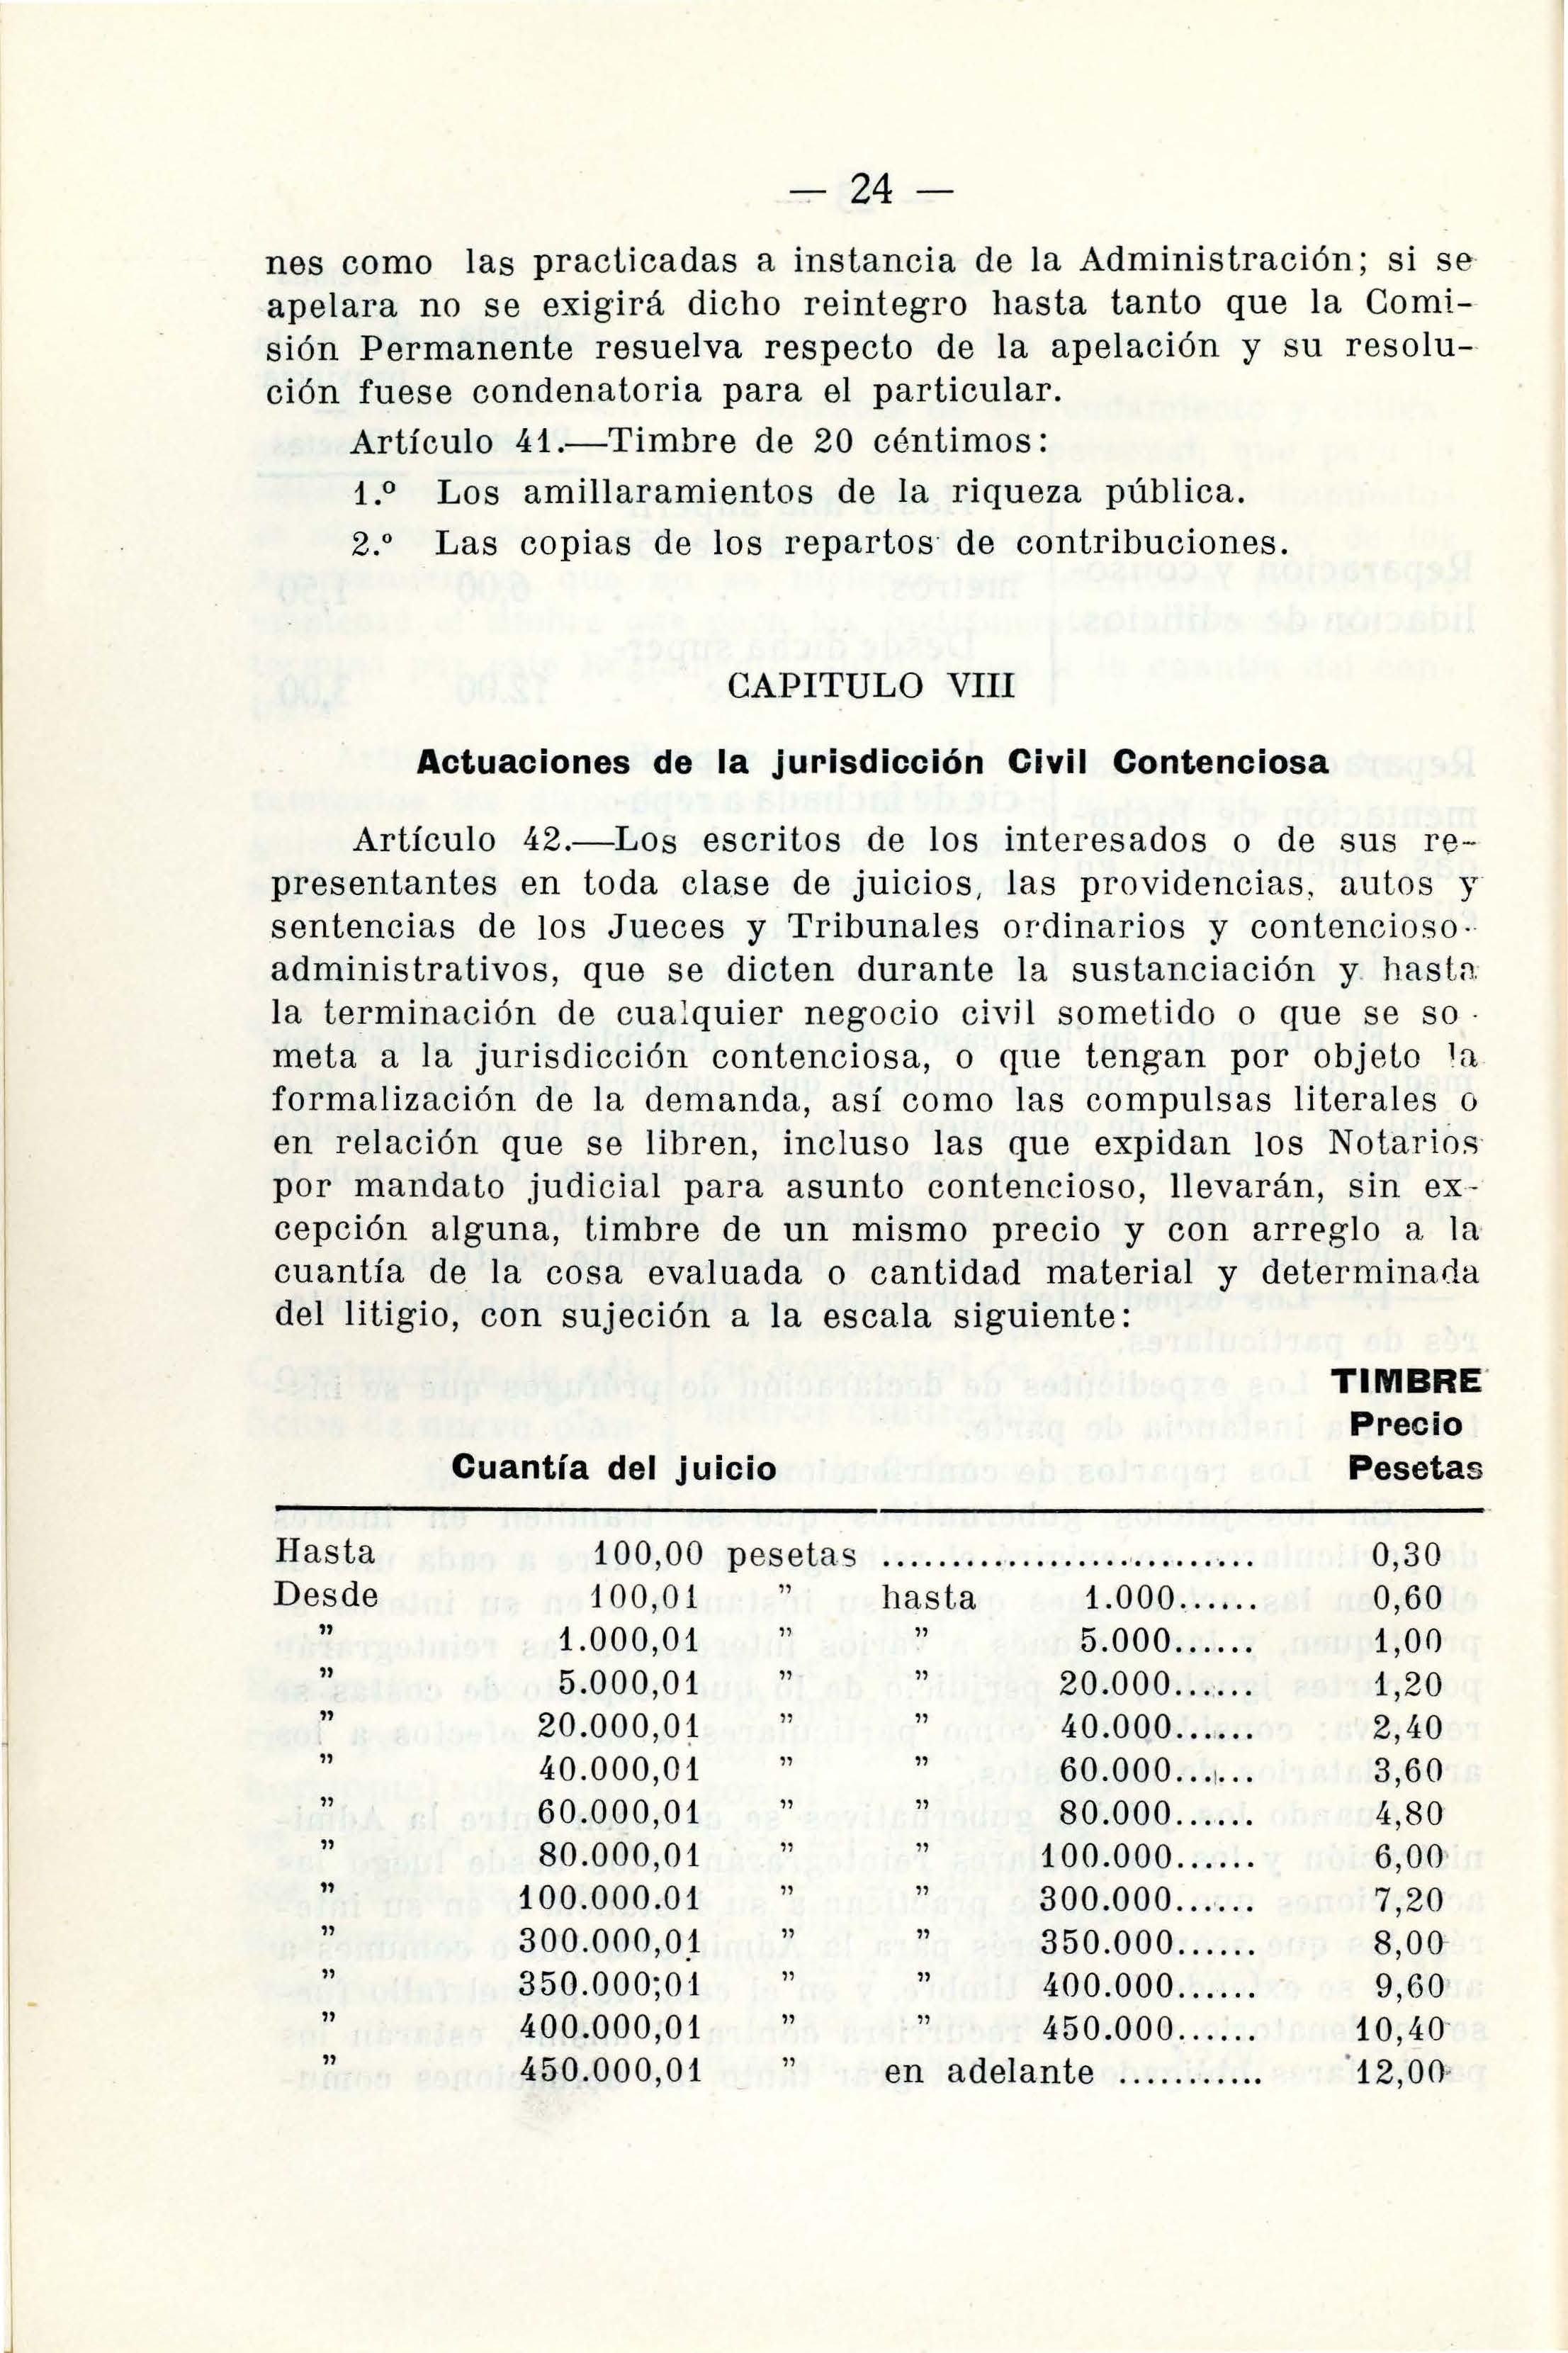 — 24 —
nes como las practicadas a instancia de la Administración; si se
apelara no se exigirá dicho reintegro hasta tanto que la Comi-
sión Permanente resuelva respecto de la apelación y su resolu-
ción fuese condenatoria para el particular.
Artículo 41.—Timbre de 20 céntimos:
1.º Los amillaramientos de la riqueza pública.
2.º Las copias de los repartos de contribuciones.
CAPITULO VIII
Actuaciones de la jurisdicción Civil Contenciosa
Artículo 42.—Los escritos de los interesados o de sus re-
presentantes en toda clase de juicios, las providencias, autos y
sentencias de los Jueces y Tribunales ordinarios y contencioso-
administrativos, que se dicten durante la sustanciación y hasta
la terminación de cualquier negocio civil sometido o que se so-
meta a la jurisdicción contenciosa, o que tengan por objeto la
formalización de la demanda, así como las compulsas literales o
en relación que se libren, incluso las que expidan los Notarios
por mandato judicial para asunto contencioso, llevarán, sin ex-
cepción alguna, timbre de un mismo precio y con arreglo a la
cuantía de la cosa evaluada o cantidad material y determinada
del litigio, con sujeción a la escala siguiente:
TIMBRE
Precio
Cuantía del juicio Pesetas
Hasta 100,00 pesetas ........................... 0,30
Desde 100,01 " hasta 1.000...... 0,60
" 1.000,01 " " 5.000...... 1,00
" 5.000,01 " " 20.000...... 1,20
" 20.000,01 " " 40.000...... 2,40
" 40.000,01 " " 60.000...... 3,60
" 60.000,01 " " 80.000...... 4,80
" 80.000,01 " " 100.000...... 6,00
" 100.000.01 " " 300.000...... 7,20
" 300.000,01 " " 350.000...... 8,00
" 350.000;01 " " 400.000...... 9,60
" 400.000,01 " " 450.000...... 10,40
" 450.000,01 " en adelante ........... 12,00